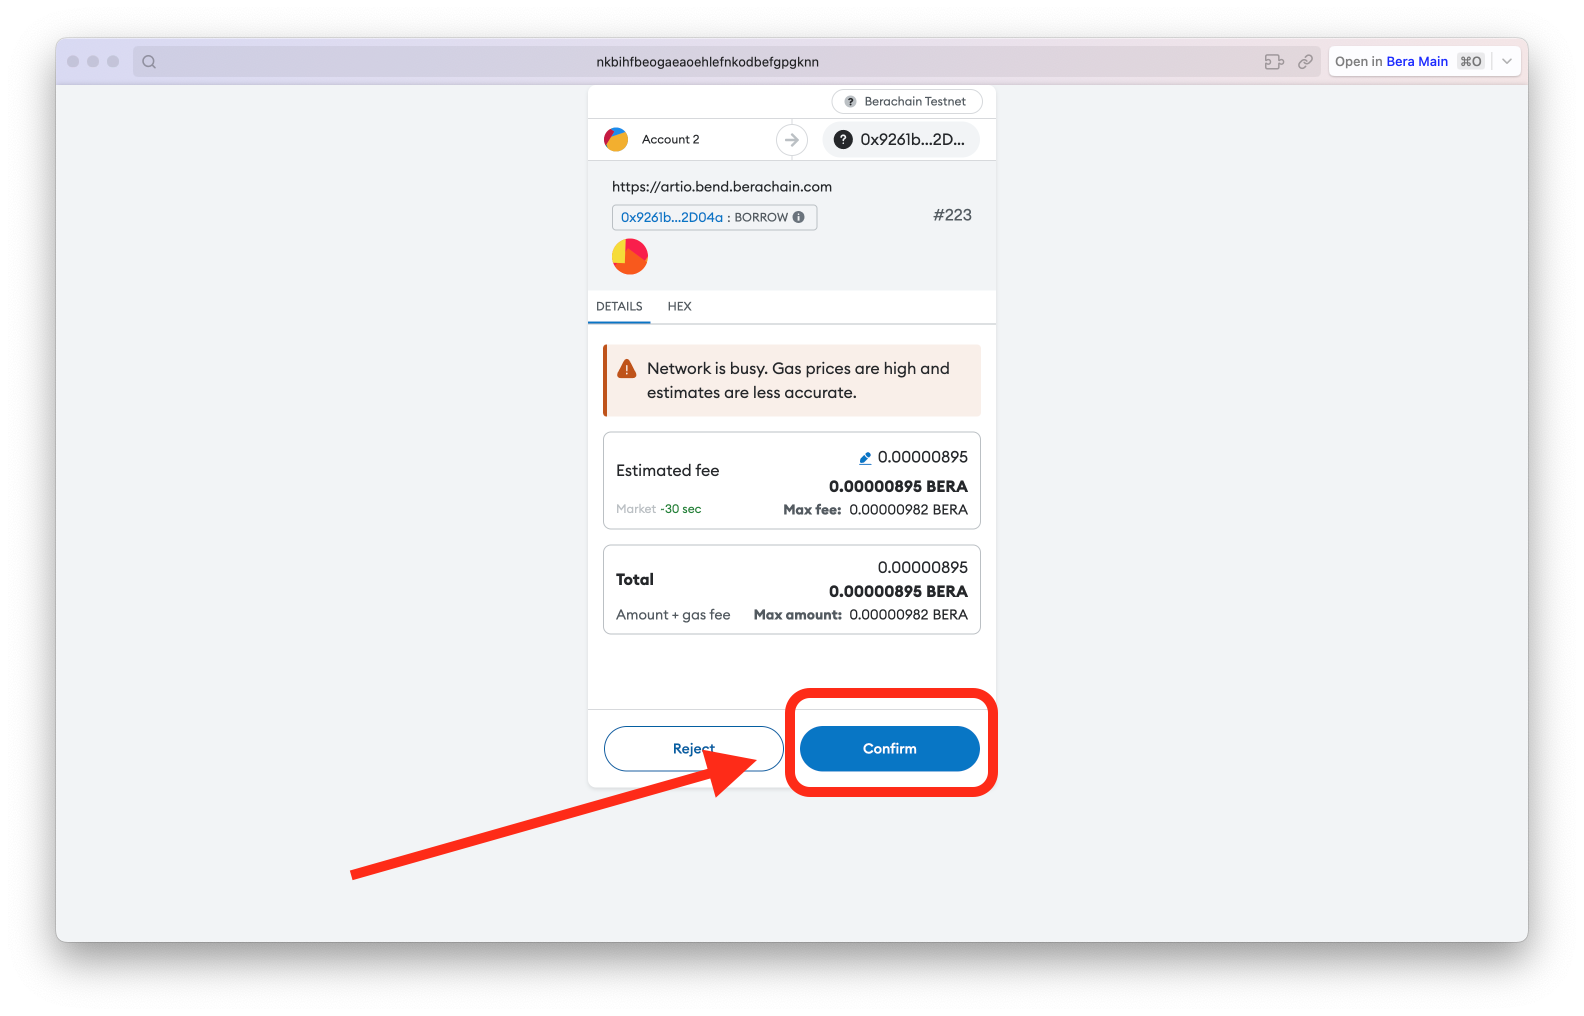 nkbihfbeogaeaoehlefnkodbefgpgknn
Open in Bera Main ⌘O
? Berachain Testnet
Account 2
? 0x9261b...2D...
https://artio.bend.berachain.com
0x9261b...2D04a : BORROW
#223
DETAILS HEX
Network is busy. Gas prices are high and
estimates are less accurate.
0.00000895
Estimated fee
0.00000895 BERA
Market ~30 sec Max fee: 0.00000982 BERA
0.00000895
Total
0.00000895 BERA
Amount + gas fee Max amount: 0.00000982 BERA
Reject Confirm